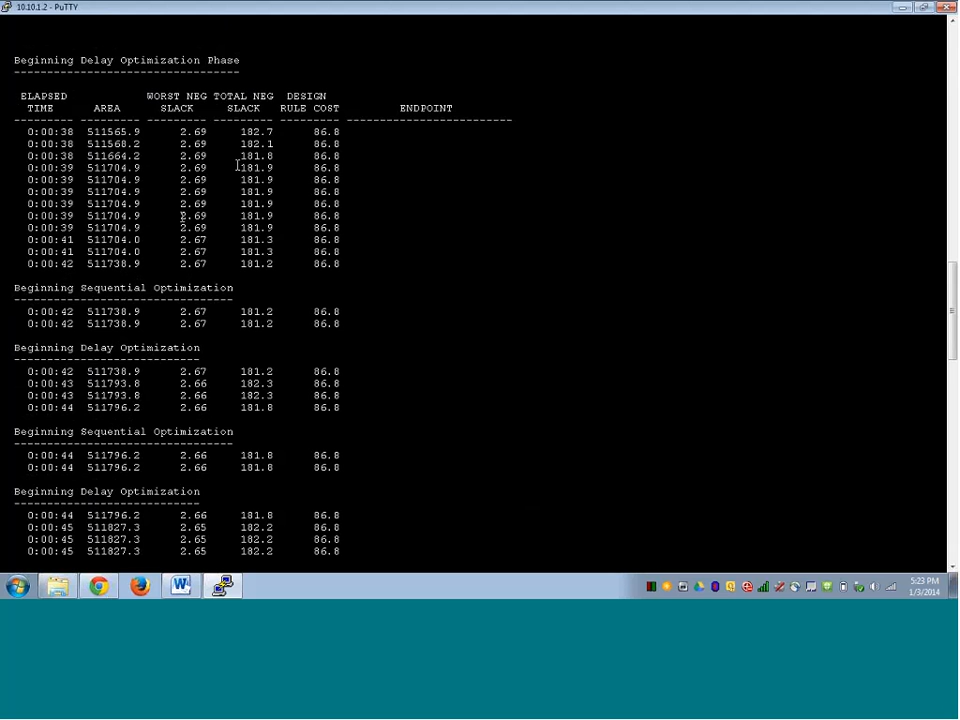 10.10.1.2 - PuTTY
Beginning Delay Optimization Phase
----------------------------------
ELAPSED            WORST NEG TOTAL NEG  DESIGN
TIME     AREA      SLACK     SLACK   RULE COST         ENDPOINT
--------- --------- --------- --------- --------- -------------------------
0:00:38  511565.9      2.69     182.7      86.8
0:00:38  511568.2      2.69     182.1      86.8
0:00:38  511664.2      2.69     181.8      86.8
0:00:39  511704.9      2.69     181.9      86.8
0:00:39  511704.9      2.69     181.9      86.8
0:00:39  511704.9      2.69     181.9      86.8
0:00:39  511704.9      2.69     181.9      86.8
0:00:39  511704.9      2.69     181.9      86.8
0:00:39  511704.9      2.69     181.9      86.8
0:00:41  511704.0      2.67     181.3      86.8
0:00:41  511704.0      2.67     181.3      86.8
0:00:42  511738.9      2.67     181.2      86.8
Beginning Sequential Optimization
---------------------------------
0:00:42  511738.9      2.67     181.2      86.8
0:00:42  511738.9      2.67     181.2      86.8
Beginning Delay Optimization
----------------------------
0:00:42  511738.9      2.67     181.2      86.8
0:00:43  511793.8      2.66     182.3      86.8
0:00:43  511793.8      2.66     182.3      86.8
0:00:44  511796.2      2.66     181.8      86.8
Beginning Sequential Optimization
---------------------------------
0:00:44  511796.2      2.66     181.8      86.8
0:00:44  511796.2      2.66     181.8      86.8
Beginning Delay Optimization
----------------------------
0:00:44  511796.2      2.66     181.8      86.8
0:00:45  511827.3      2.65     182.2      86.8
0:00:45  511827.3      2.65     182.2      86.8
0:00:45  511827.3      2.65     182.2      86.8
5:23 PM
1/3/2014